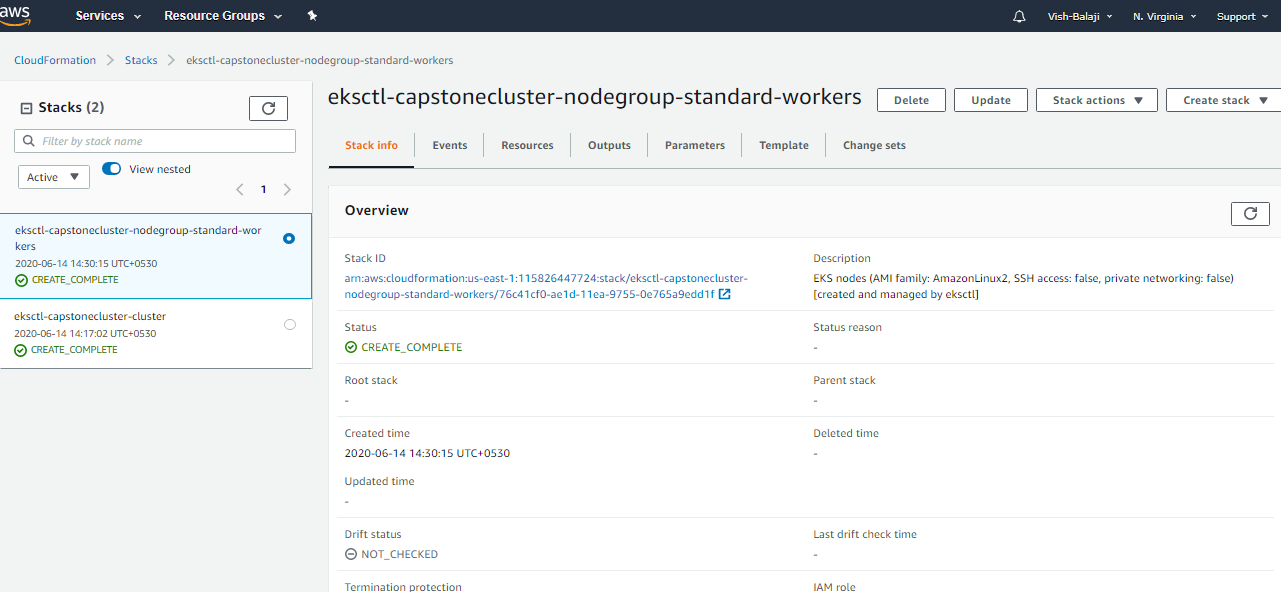 aws Services Resource Groups Vish-Balaji N. Virginia Support
CloudFormation Stacks eksctl-capstonecluster-nodegroup-standard-workers
Stacks (2)
Filter by stack name
Active View nested
1
eksctl-capstonecluster-nodegroup-standard-wor
kers
2020-06-14 14:30:15 UTC+0530
CREATE_COMPLETE
eksctl-capstonecluster-cluster
2020-06-14 14:17:02 UTC+0530
CREATE_COMPLETE
eksctl-capstonecluster-nodegroup-standard-workers Delete Update Stack actions Create stack
Stack info Events Resources Outputs Parameters Template Change sets
Overview
Stack ID
arn:aws:cloudformation:us-east-1:115826447724:stack/eksctl-capstonecluster-
nodegroup-standard-workers/76c41cf0-ae1d-11ea-9755-0e765a9edd1f
Description
EKS nodes (AMI family: AmazonLinux2, SSH access: false, private networking: false)
[created and managed by eksctl]
Status
CREATE_COMPLETE
Status reason
-
Root stack
-
Parent stack
-
Created time
2020-06-14 14:30:15 UTC+0530
Deleted time
-
Updated time
-
Drift status
NOT_CHECKED
Last drift check time
-
Termination protection
IAM role